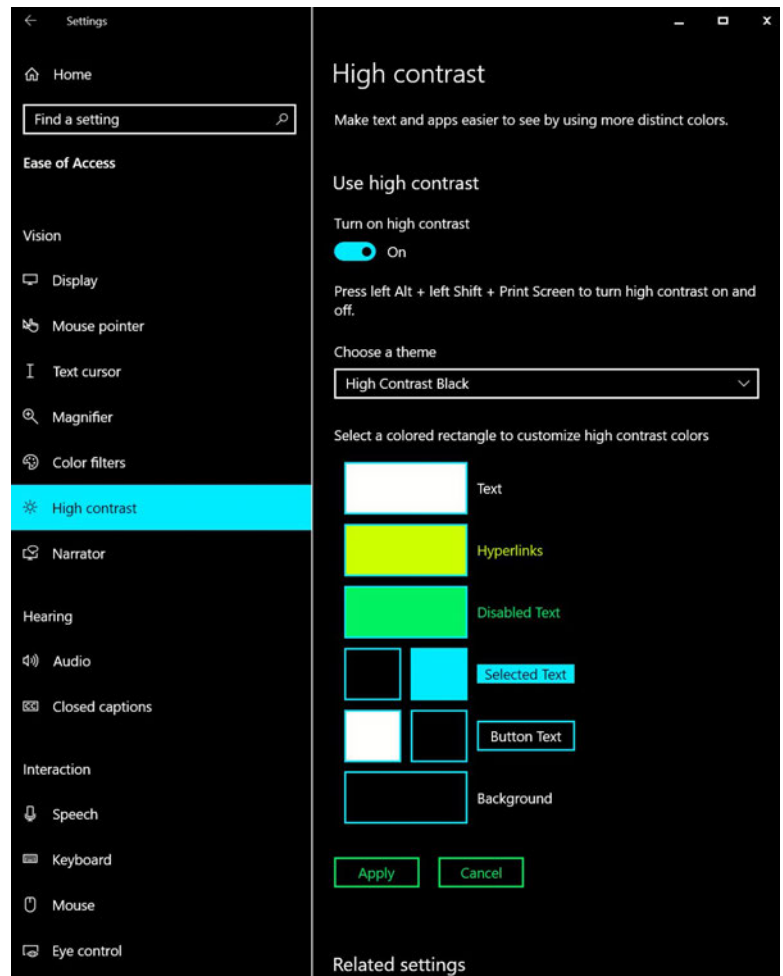 Settings
Home
Find a setting
Ease of Access
Vision
Display
Mouse pointer
Text cursor
Magnifier
Color filters
High contrast
Narrator
Hearing
Audio
Closed captions
Interaction
Speech
Keyboard
Mouse
Eye control
High contrast
Make text and apps easier to see by using more distinct colors.
Use high contrast
Turn on high contrast
On
Press left Alt + left Shift + Print Screen to turn high contrast on and
off.
Choose a theme
High Contrast Black
Select a colored rectangle to customize high contrast colors
Text
Hyperlinks
Disabled Text
Selected Text
Button Text
Background
Apply
Cancel
Related settings